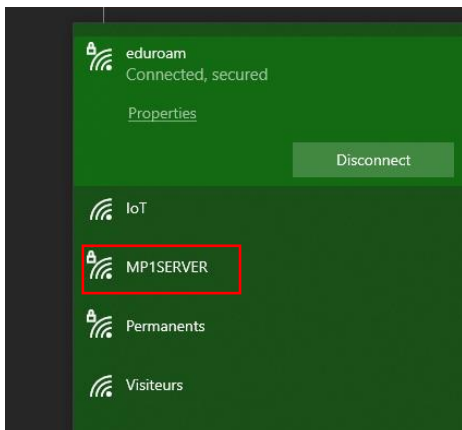 eduroam
Connected, secured
Properties
Disconnect
IoT
MP1SERVER
Permanents
Visiteurs